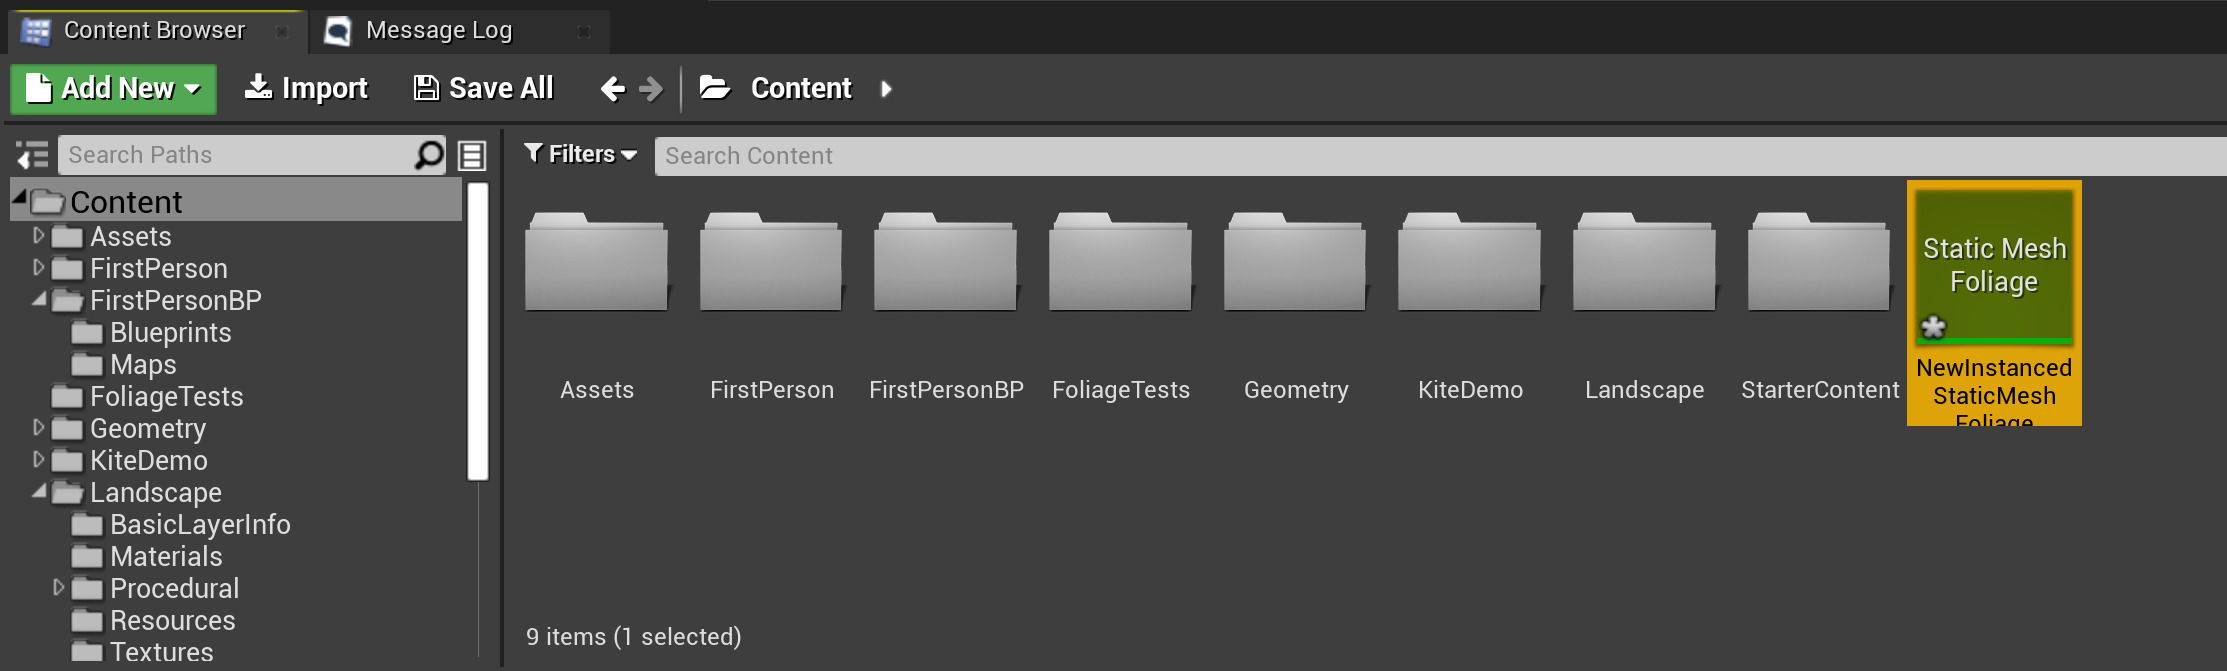 Content Browser
Message Log
Add New
Import
Save All
Content
Search Paths
Filters
Search Content
Content
Assets
FirstPerson
FirstPersonBP
Blueprints
Maps
FoliageTests
Geometry
KiteDemo
Landscape
BasicLayerInfo
Materials
Procedural
Resources
Textures
Static Mesh
Foliage
Assets
FirstPerson
FirstPersonBP
FoliageTests
Geometry
KiteDemo
Landscape
StarterContent
NewInstanced
StaticMesh
Foliage
9 items (1 selected)